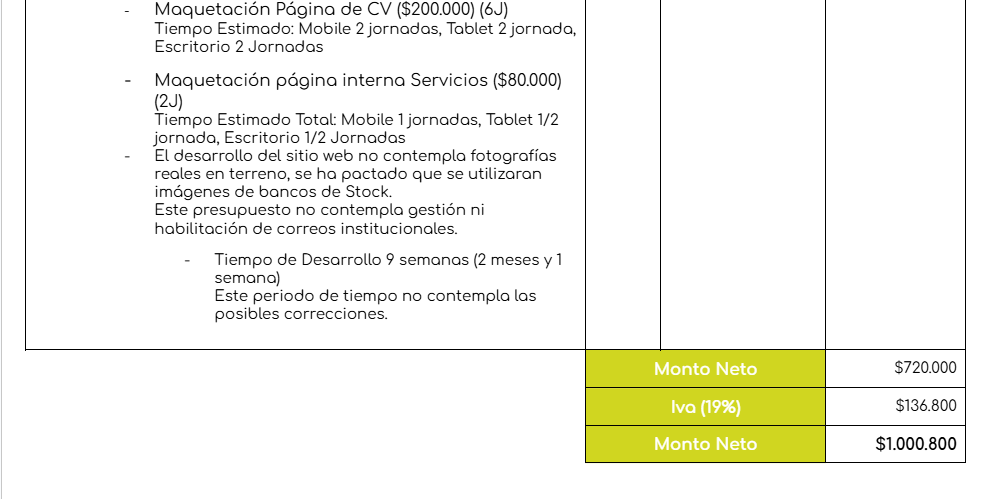 - Maquetación Página de CV ($200.000) (6J)
Tiempo Estimado: Mobile 2 jornadas, Tablet 2 jornada,
Escritorio 2 Jornadas
- Maquetación página interna Servicios ($80.000)
(2J)
Tiempo Estimado Total: Mobile 1 jornadas, Tablet 1/2
jornada, Escritorio 1/2 Jornadas
- El desarrollo del sitio web no contempla fotografías
reales en terreno, se ha pactado que se utilizaran
imágenes de bancos de Stock.
Este presupuesto no contempla gestión ni
habilitación de correos institucionales.
- Tiempo de Desarrollo 9 semanas (2 meses y 1
semana)
Este periodo de tiempo no contempla las
posibles correcciones.
Monto Neto $720.000
Iva (19%) $136.800
Monto Neto $1.000.800